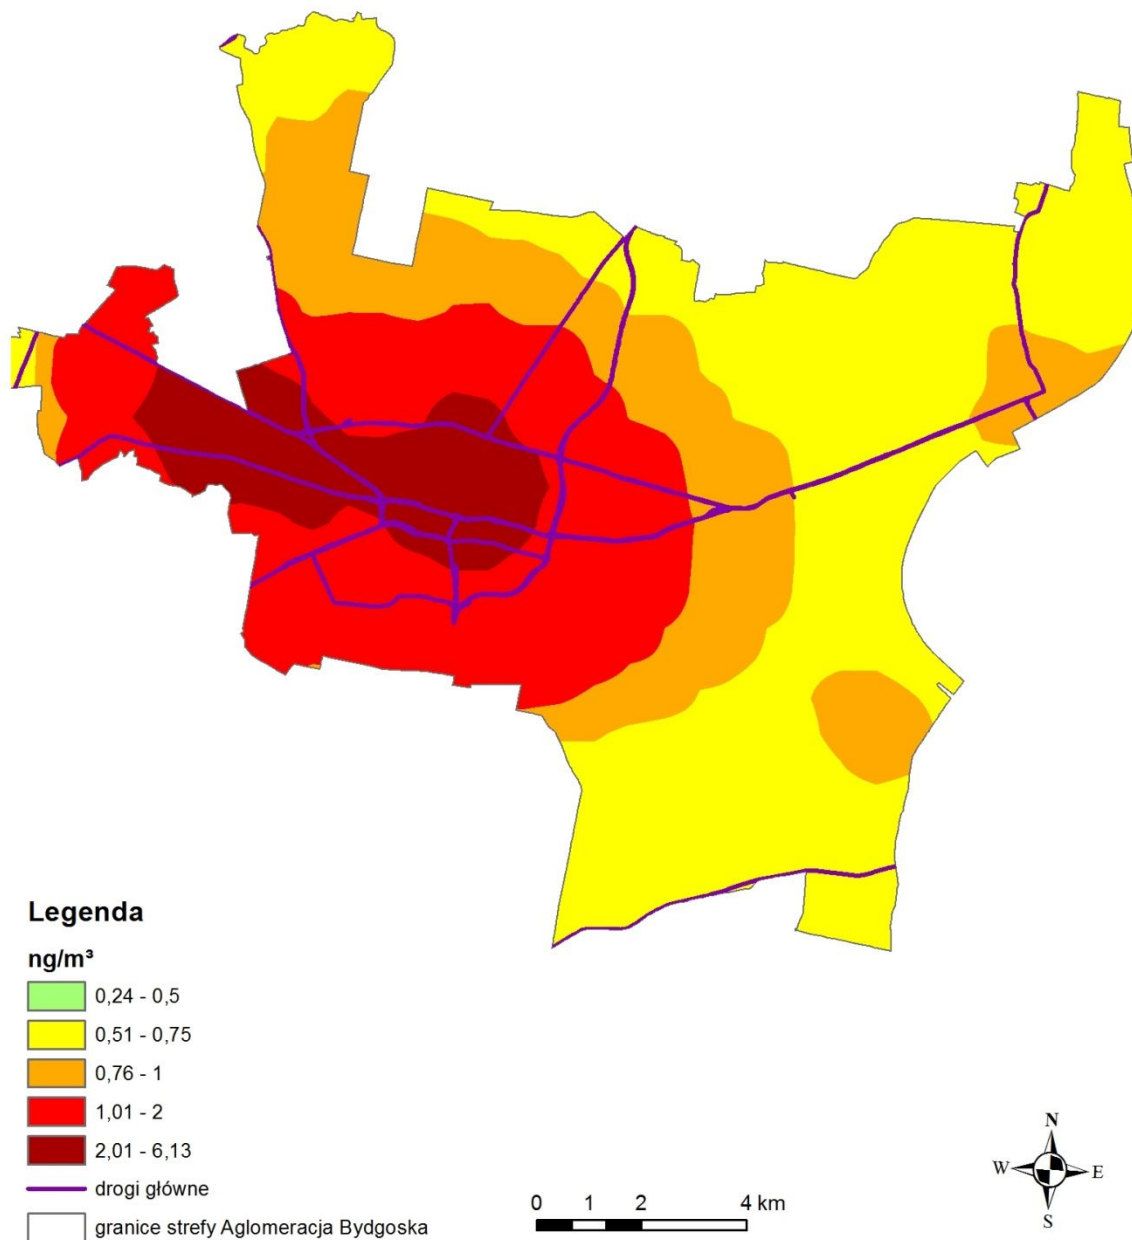 Legenda
ng/m³
0,24 - 0,5
0,51 - 0,75
0,76 - 1
1,01 - 2
2,01 - 6,13
drogi główne
granice strefy Aglomeracja Bydgoska
0 1 2 4 km
N
W E
S